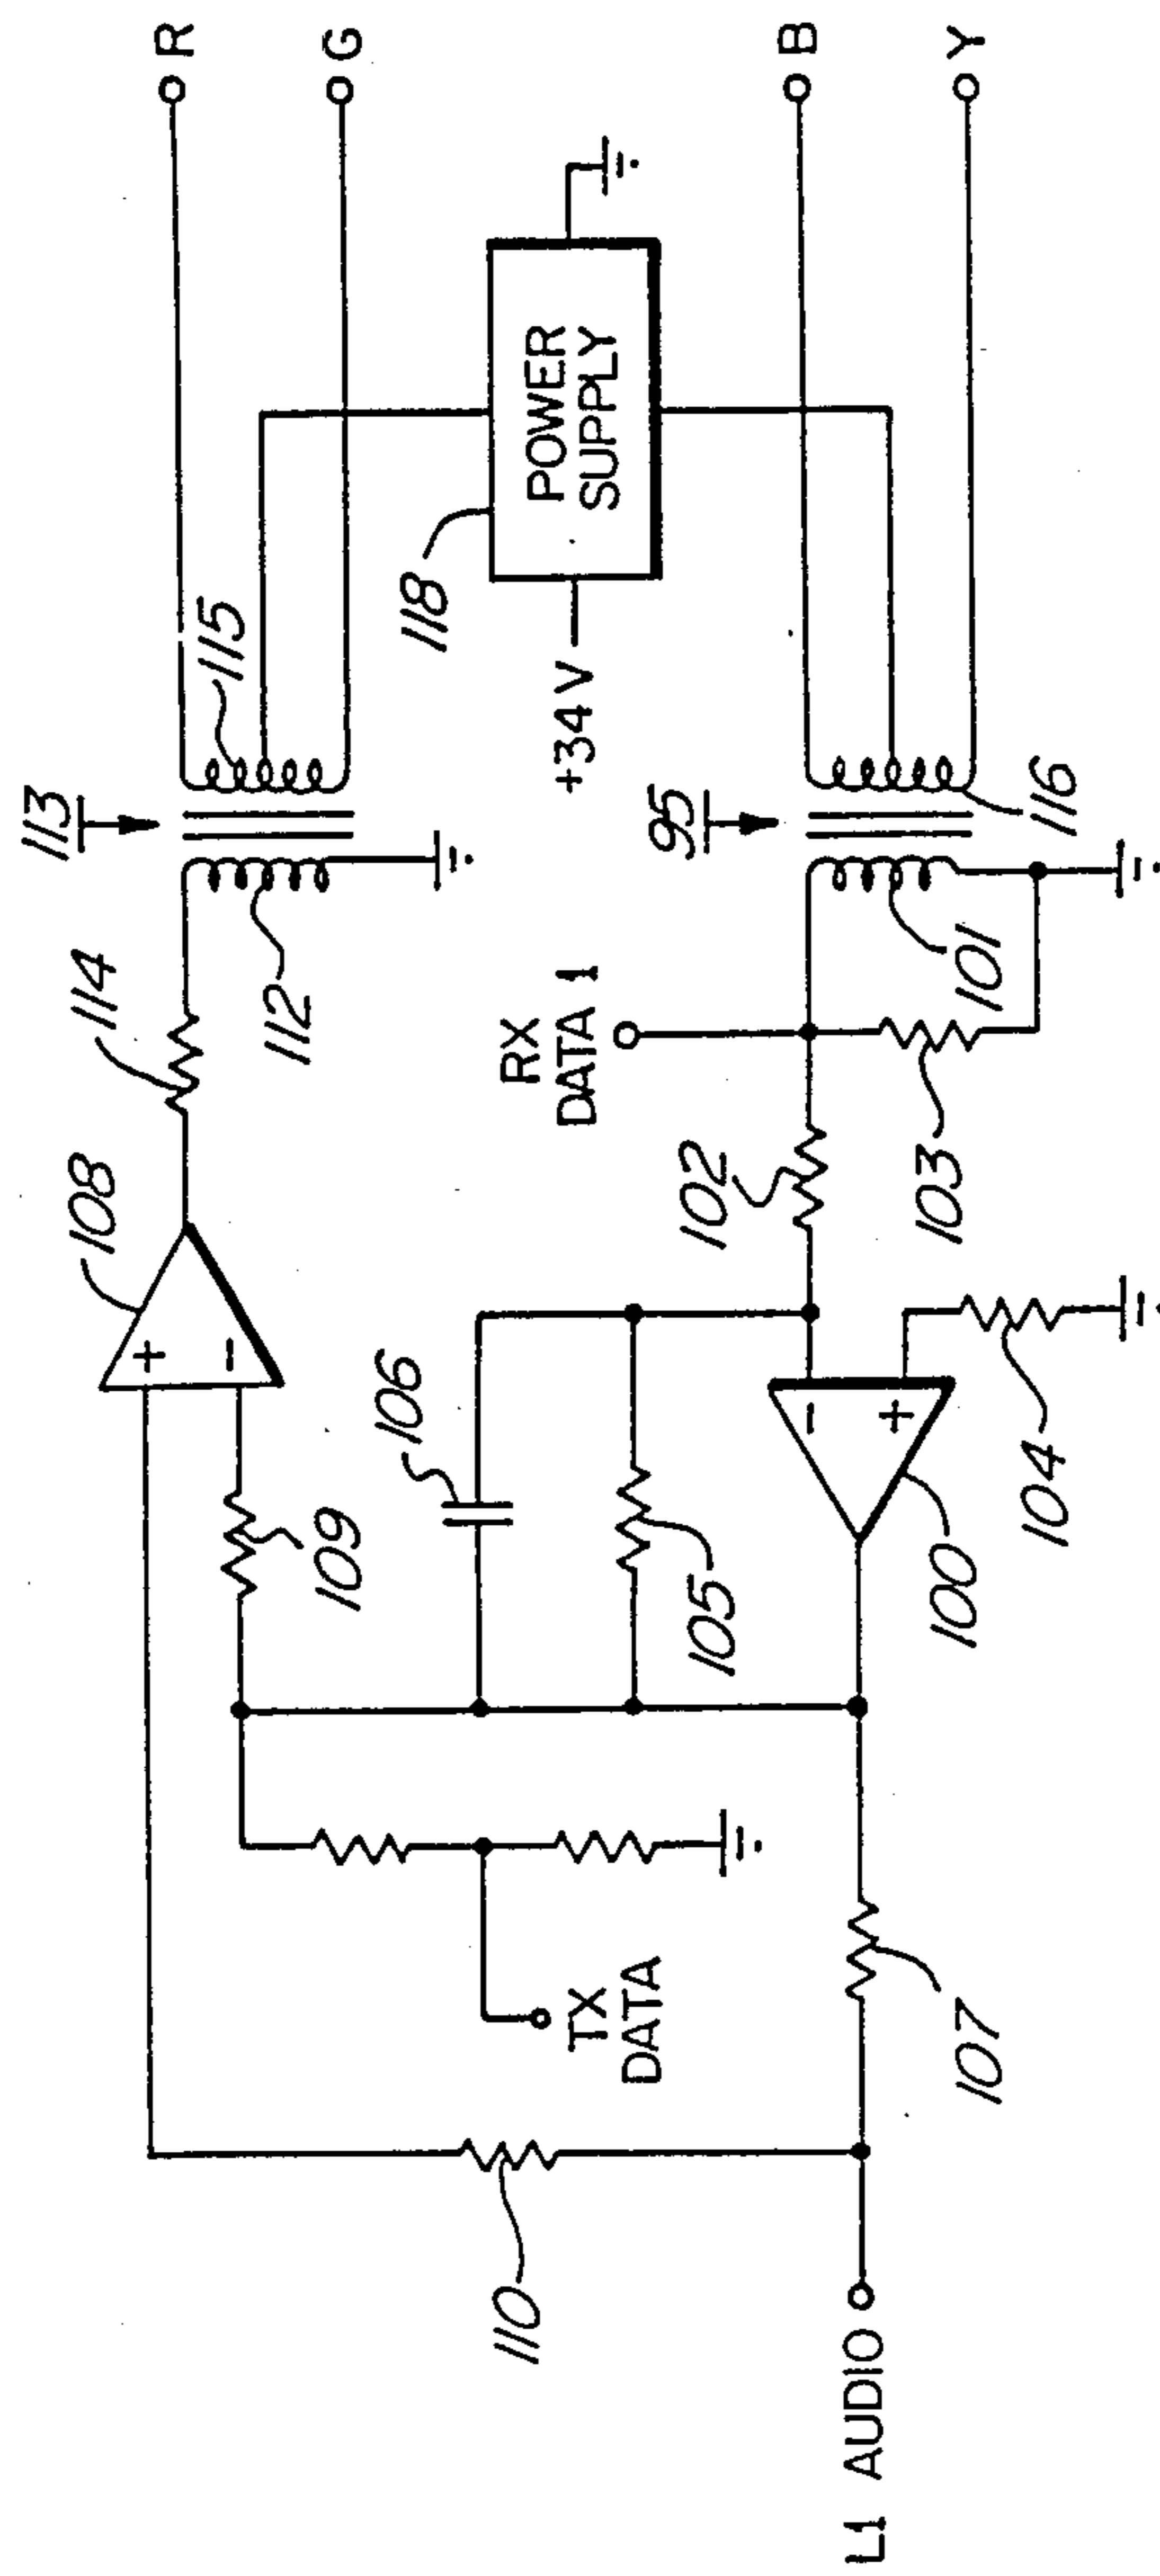 R
G
B
Y
113
115
114
112
108
+
-
109
118
POWER
SUPPLY
+34 V
95
116
101
RX
DATA 1
102
103
106
105
-
+
104
100
TX
DATA
107
110
L1 AUDIO